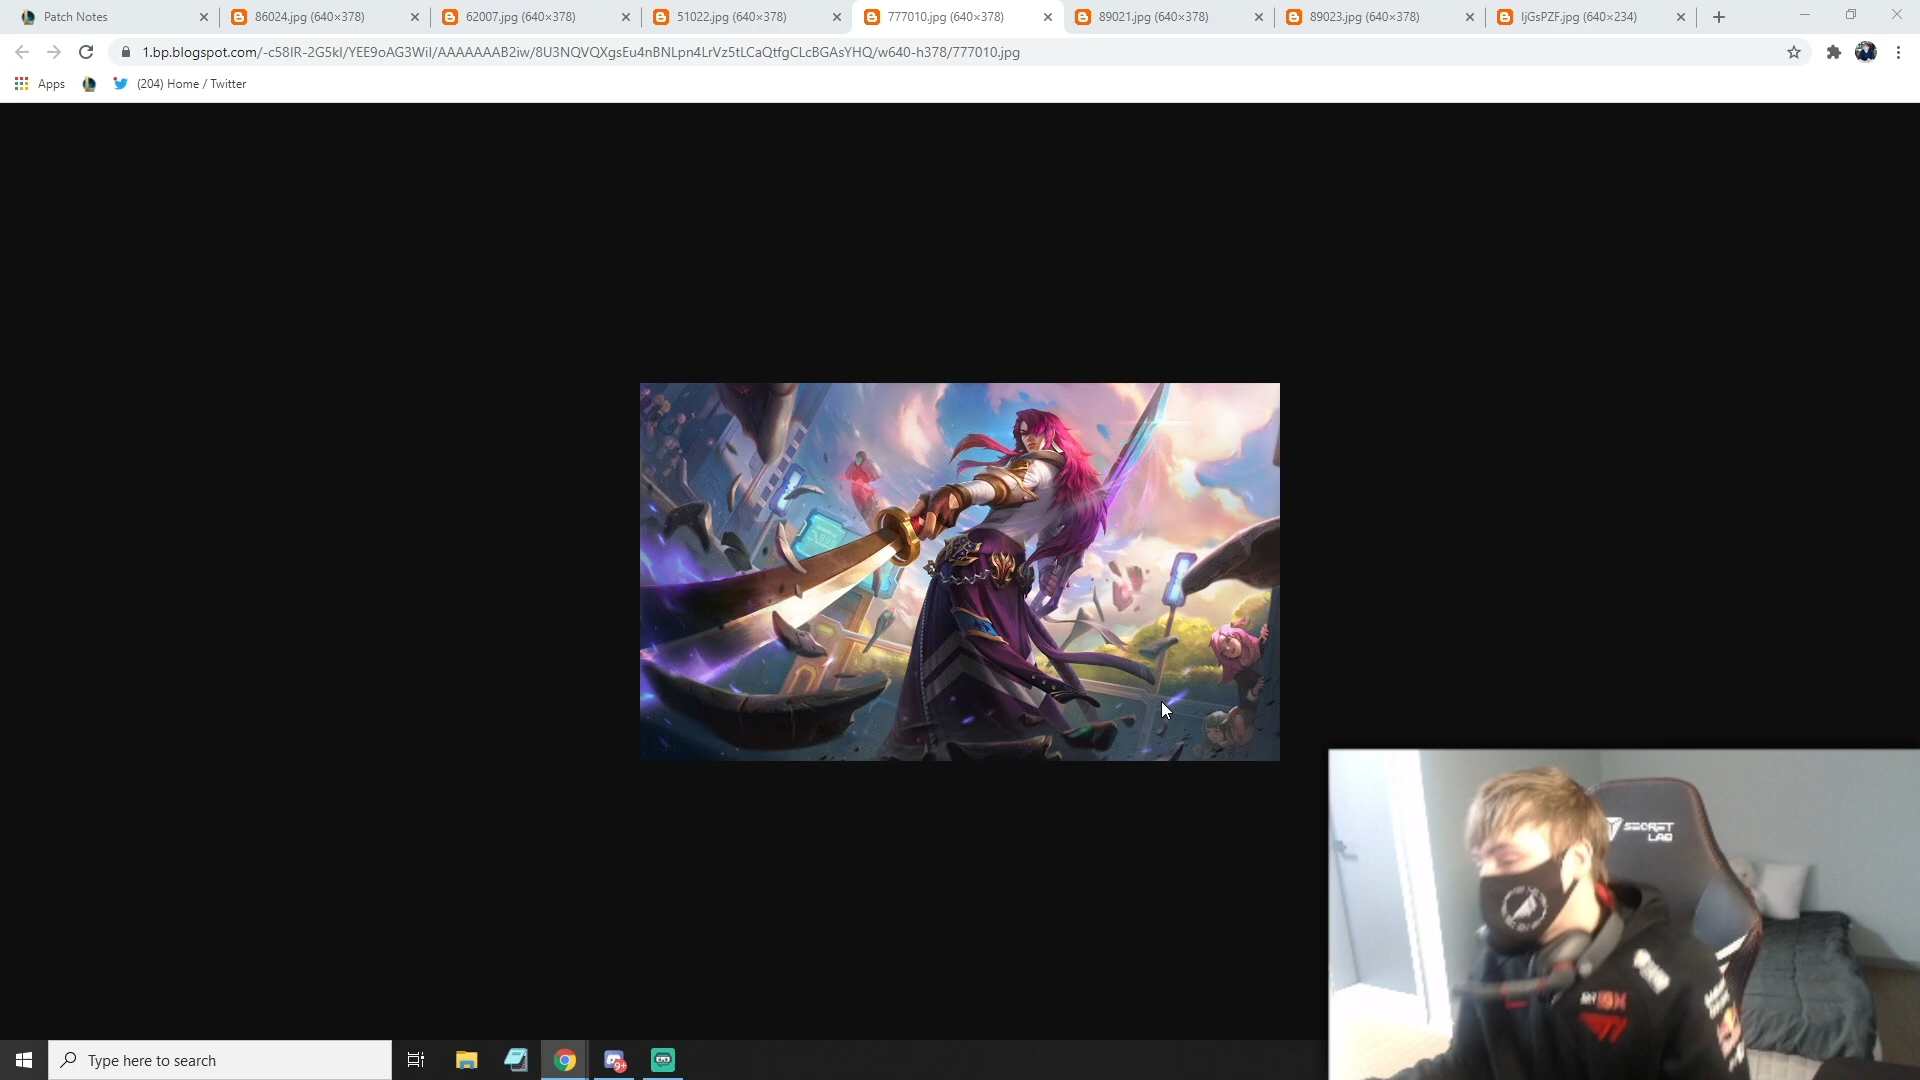 Patch Notes
86024.jpg (640×378)
62007.jpg (640×378)
51022.jpg (640×378)
777010.jpg (640×378)
89021.jpg (640×378)
89023.jpg (640×378)
IjGsPZF.jpg (640×234)
1.bp.blogspot.com/-c58IR-2G5kI/YEE9oAG3WiI/AAAAAAAB2iw/8U3NQVQXgsEu4nBNLpn4LrVz5tLCaQtfgCLcBGAsYHQ/w640-h378/777010.jpg
Apps
(204) Home / Twitter
SECRET
LAB
Type here to search
9+